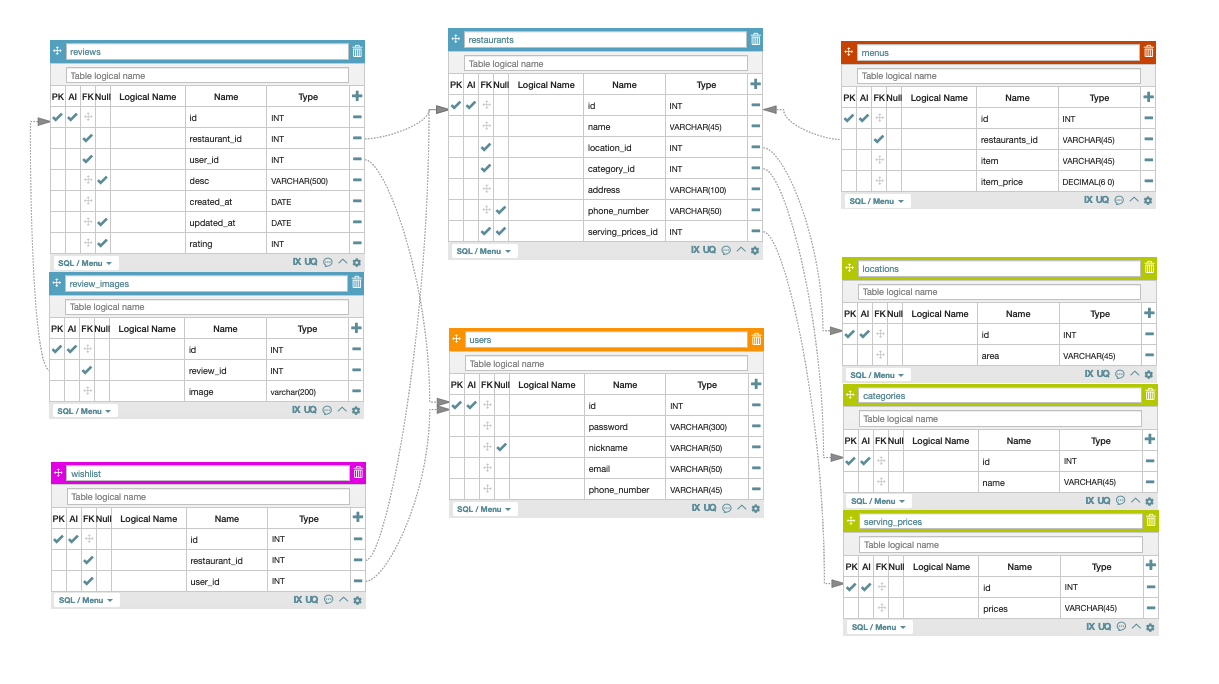 reviews
Table logical name
PK AI FK Null Logical Name Name Type
id INT
restaurant_id INT
user_id INT
desc VARCHAR(500)
created_at DATE
updated_at DATE
rating INT
SQL / Menu IX UQ
review_images
Table logical name
PK AI FK Null Logical Name Name Type
id INT
review_id INT
image varchar(200)
SQL / Menu IX UQ
wishlist
Table logical name
PK AI FK Null Logical Name Name Type
id INT
restaurant_id INT
user_id INT
SQL / Menu IX UQ
restaurants
Table logical name
PK AI FK Null Logical Name Name Type
id INT
name VARCHAR(45)
location_id INT
category_id INT
address VARCHAR(100)
phone_number VARCHAR(50)
serving_prices_id INT
SQL / Menu IX UQ
users
Table logical name
PK AI FK Null Logical Name Name Type
id INT
password VARCHAR(300)
nickname VARCHAR(50)
email VARCHAR(50)
phone_number VARCHAR(45)
SQL / Menu IX UQ
menus
Table logical name
PK AI FK Null Logical Name Name Type
id INT
restaurants_id VARCHAR(45)
item VARCHAR(45)
item_price DECIMAL(6 0)
SQL / Menu IX UQ
locations
Table logical name
PK AI FK Null Logical Name Name Type
id INT
area VARCHAR(45)
SQL / Menu IX UQ
categories
Table logical name
PK AI FK Null Logical Name Name Type
id INT
name VARCHAR(45)
SQL / Menu IX UQ
serving_prices
Table logical name
PK AI FK Null Logical Name Name Type
id INT
prices VARCHAR(45)
SQL / Menu IX UQ